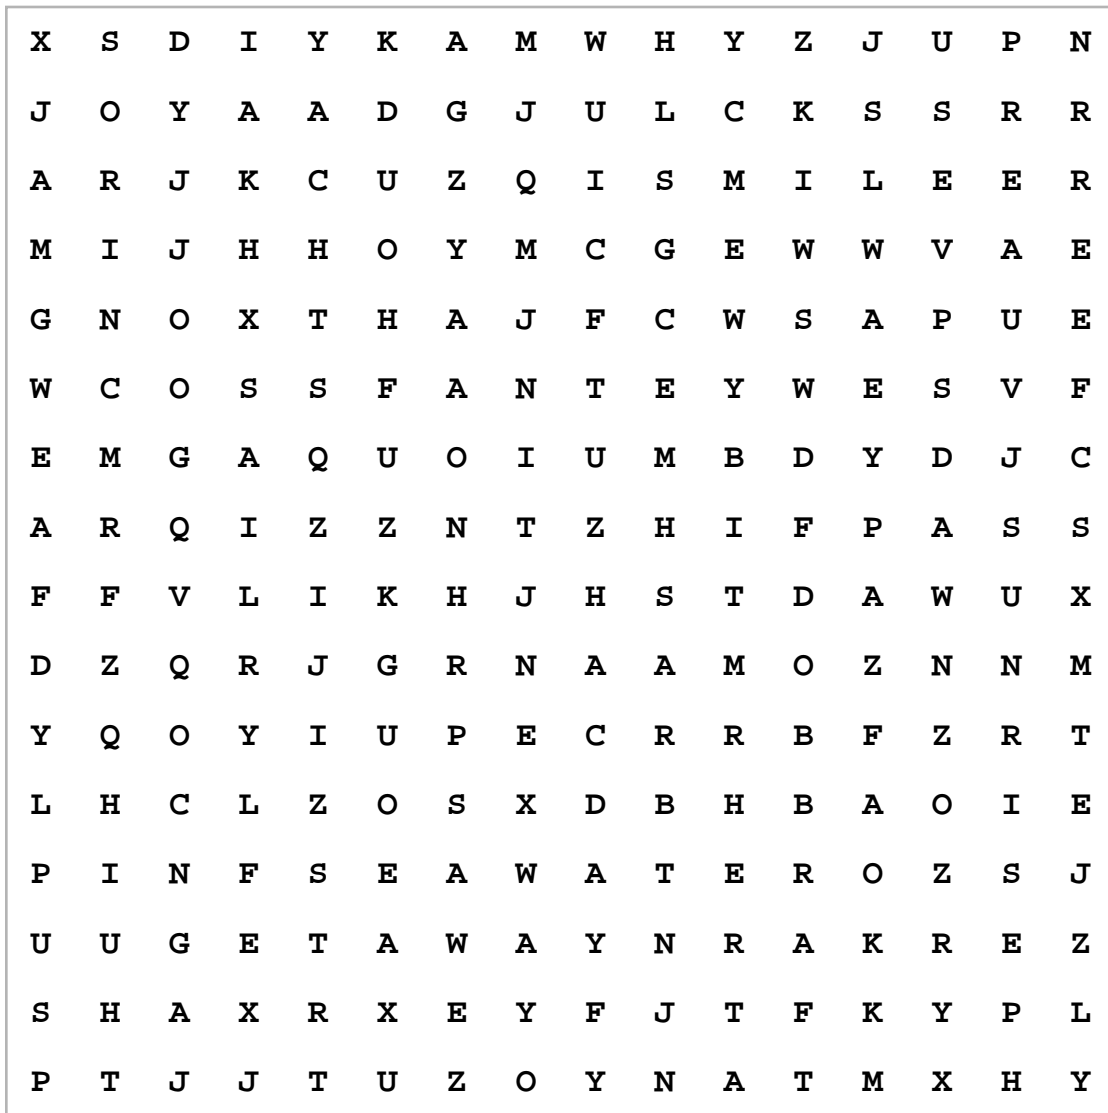 X S D I Y K A M W H Y Z J U P N
J O Y A A D G J U L C K S S R R
A R J K C U Z Q I S M I L E E R
M I J H H O Y M C G E W W V A E
G N O X T H A J F C W S A P U E
W C O S S F A N T E Y W E S V F
E M G A Q U O I U M B D Y D J C
A R Q I Z Z N T Z H I F P A S S
F F V L I K H J H S T D A W U X
D Z Q R J G R N A A M O Z N N M
Y Q O Y I U P E C R R B F Z R T
L H C L Z O S X D B H B A O I E
P I N F S E A W A T E R O Z S J
U U G E T A W A Y N R A K R E Z
S H A X R X E Y F J T F K Y P L
P T J J T U Z O Y N A T M X H Y